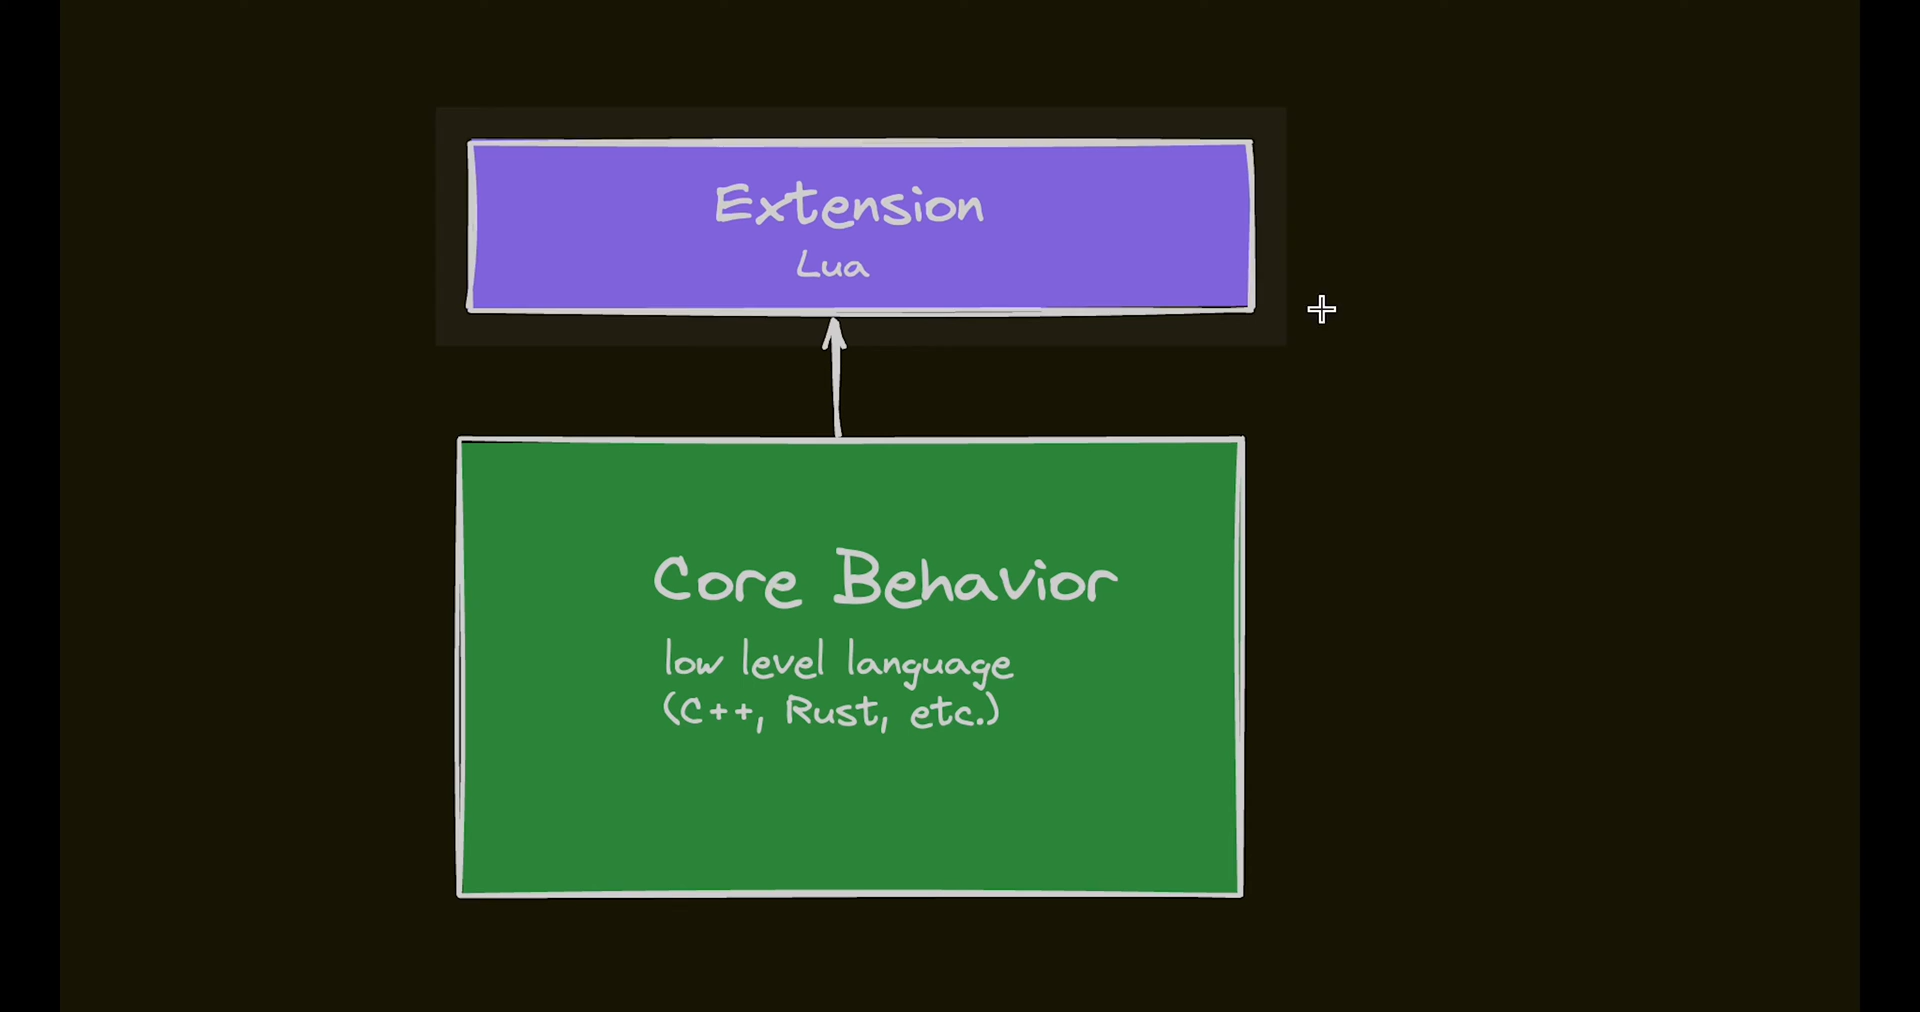 Extension
Lua
Core Behavior
low level language
(C++, Rust, etc.)